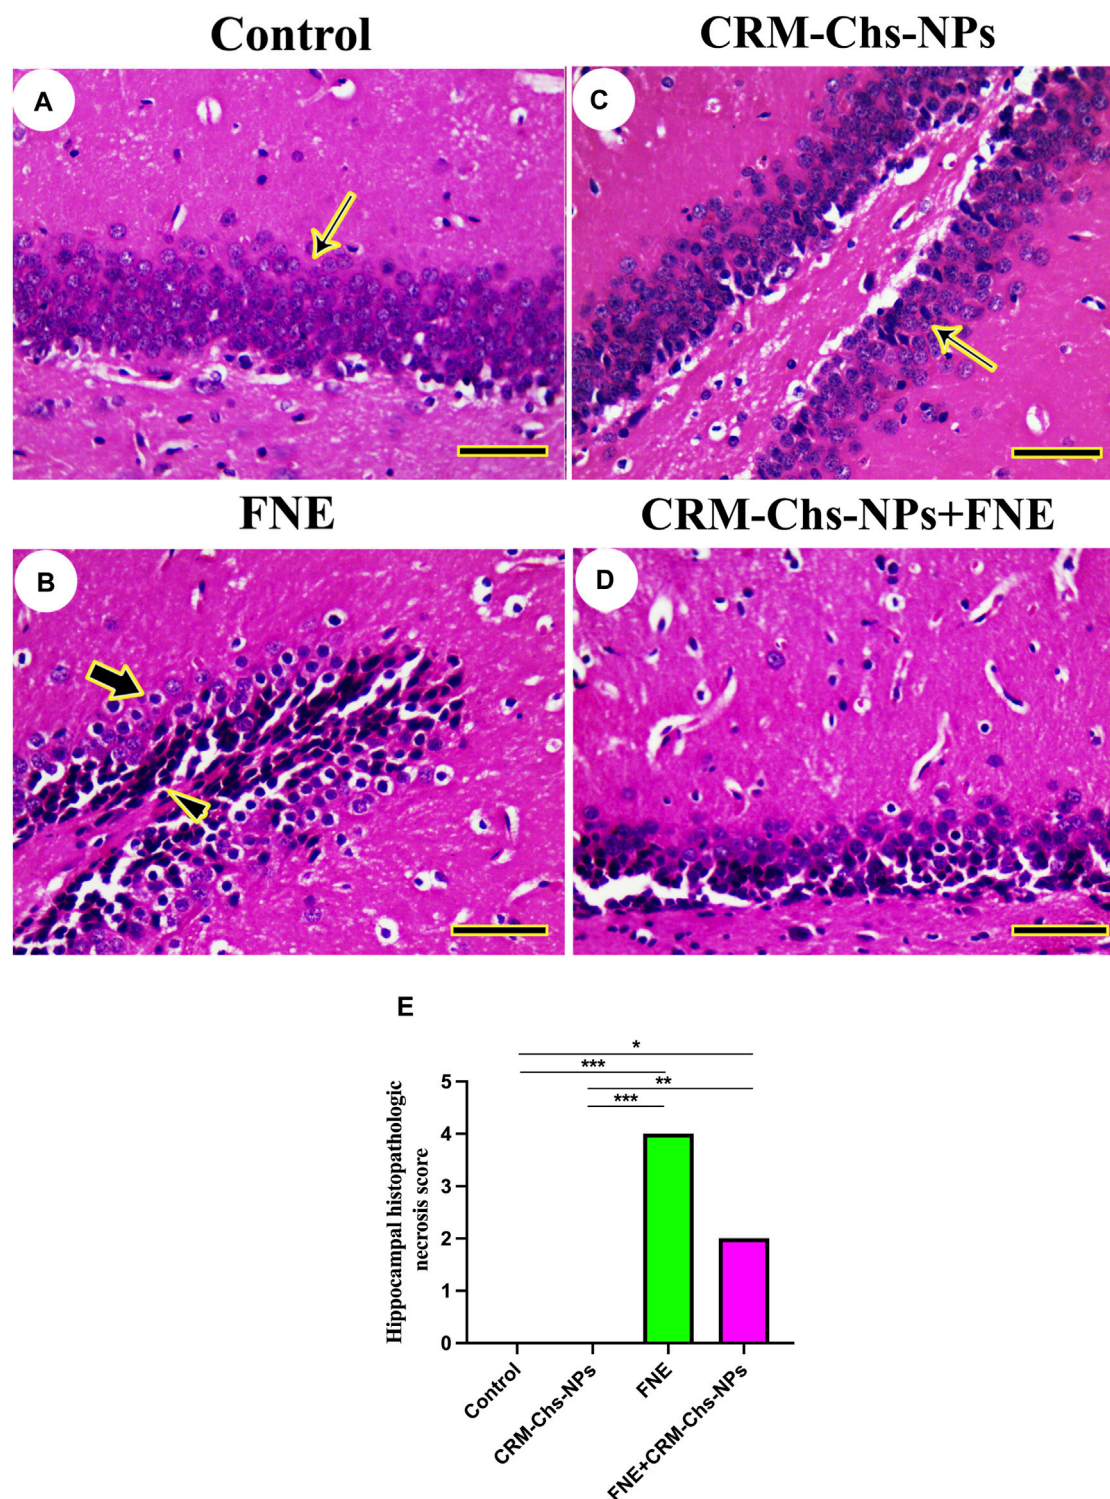 Control
CRM-Chs-NPs
A
C
FNE
CRM-Chs-NPs+FNE
B
D
E
*
***
**
***
Hippocampal histopathologic
necrosis score
5
4
3
2
1
0
Control
CRM-Chs-NPs
FNE
FNE+CRM-Chs-NPs